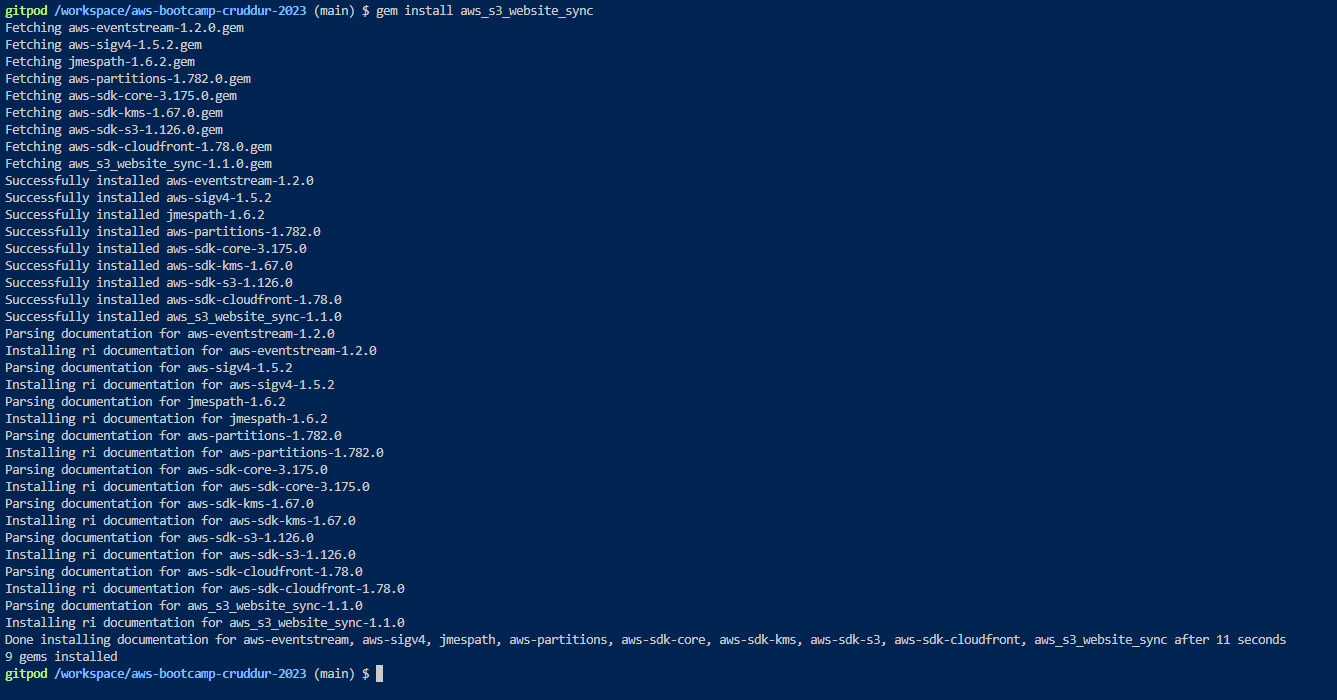 gitpod /workspace/aws-bootcamp-cruddur-2023 (main) $ gem install aws_s3_website_sync
Fetching aws-eventstream-1.2.0.gem
Fetching aws-sigv4-1.5.2.gem
Fetching jmespath-1.6.2.gem
Fetching aws-partitions-1.782.0.gem
Fetching aws-sdk-core-3.175.0.gem
Fetching aws-sdk-kms-1.67.0.gem
Fetching aws-sdk-s3-1.126.0.gem
Fetching aws-sdk-cloudfront-1.78.0.gem
Fetching aws_s3_website_sync-1.1.0.gem
Successfully installed aws-eventstream-1.2.0
Successfully installed aws-sigv4-1.5.2
Successfully installed jmespath-1.6.2
Successfully installed aws-partitions-1.782.0
Successfully installed aws-sdk-core-3.175.0
Successfully installed aws-sdk-kms-1.67.0
Successfully installed aws-sdk-s3-1.126.0
Successfully installed aws-sdk-cloudfront-1.78.0
Successfully installed aws_s3_website_sync-1.1.0
Parsing documentation for aws-eventstream-1.2.0
Installing ri documentation for aws-eventstream-1.2.0
Parsing documentation for aws-sigv4-1.5.2
Installing ri documentation for aws-sigv4-1.5.2
Parsing documentation for jmespath-1.6.2
Installing ri documentation for jmespath-1.6.2
Parsing documentation for aws-partitions-1.782.0
Installing ri documentation for aws-partitions-1.782.0
Parsing documentation for aws-sdk-core-3.175.0
Installing ri documentation for aws-sdk-core-3.175.0
Parsing documentation for aws-sdk-kms-1.67.0
Installing ri documentation for aws-sdk-kms-1.67.0
Parsing documentation for aws-sdk-s3-1.126.0
Installing ri documentation for aws-sdk-s3-1.126.0
Parsing documentation for aws-sdk-cloudfront-1.78.0
Installing ri documentation for aws-sdk-cloudfront-1.78.0
Parsing documentation for aws_s3_website_sync-1.1.0
Installing ri documentation for aws_s3_website_sync-1.1.0
Done installing documentation for aws-eventstream, aws-sigv4, jmespath, aws-partitions, aws-sdk-core, aws-sdk-kms, aws-sdk-s3, aws-sdk-cloudfront, aws_s3_website_sync after 11 seconds
9 gems installed
gitpod /workspace/aws-bootcamp-cruddur-2023 (main) $